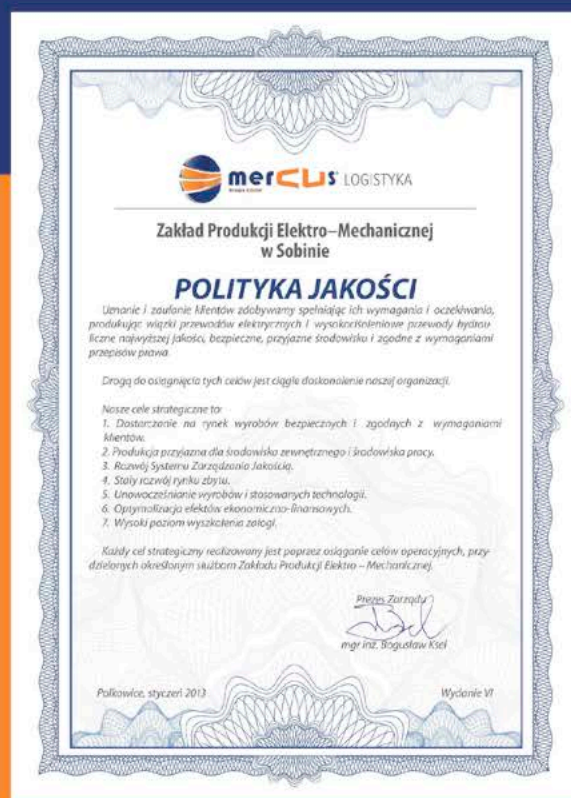 mercus LOGISTYKA
Zakład Produkcji Elektro–Mechanicznej
w Sobinie
POLITYKA JAKOŚCI
Uznanie i zaufanie klientów zdobywamy spełniając ich wymagania i oczekiwania,
produkując wiązki przewodów elektrycznych i wysokociśnieniowe przewody hydrau
liczne najwyższej jakości, bezpieczne, przyjazne środowisku i zgodne z wymaganiami
przepisów prawa.
Drogą do osiągnięcia tych celów jest ciągłe doskonalenie naszej organizacji.
Nasze cele strategiczne to:
1. Dostarczanie na rynek wyrobów bezpiecznych i zgodnych z wymaganiami
klientów.
2. Produkcja przyjazna dla środowiska zewnętrznego i środowiska pracy.
3. Rozwój Systemu Zarządzania Jakością.
4. Stały rozwój rynku zbytu.
5. Unowocześnianie wyrobów i stosowanych technologii.
6. Optymalizacja efektów ekonomiczno-finansowych.
7. Wysoki poziom wyszkolenia załogi.
Każdy cel strategiczny realizowany jest poprzez osiąganie celów operacyjnych, przy-
dzielonych określonym służbom Zakładu Produkcji Elektro – Mechanicznej.
Prezes Zarządu
mgr inż. Bogusław Ksel
Polkowice, styczeń 2013
Wydanie VI